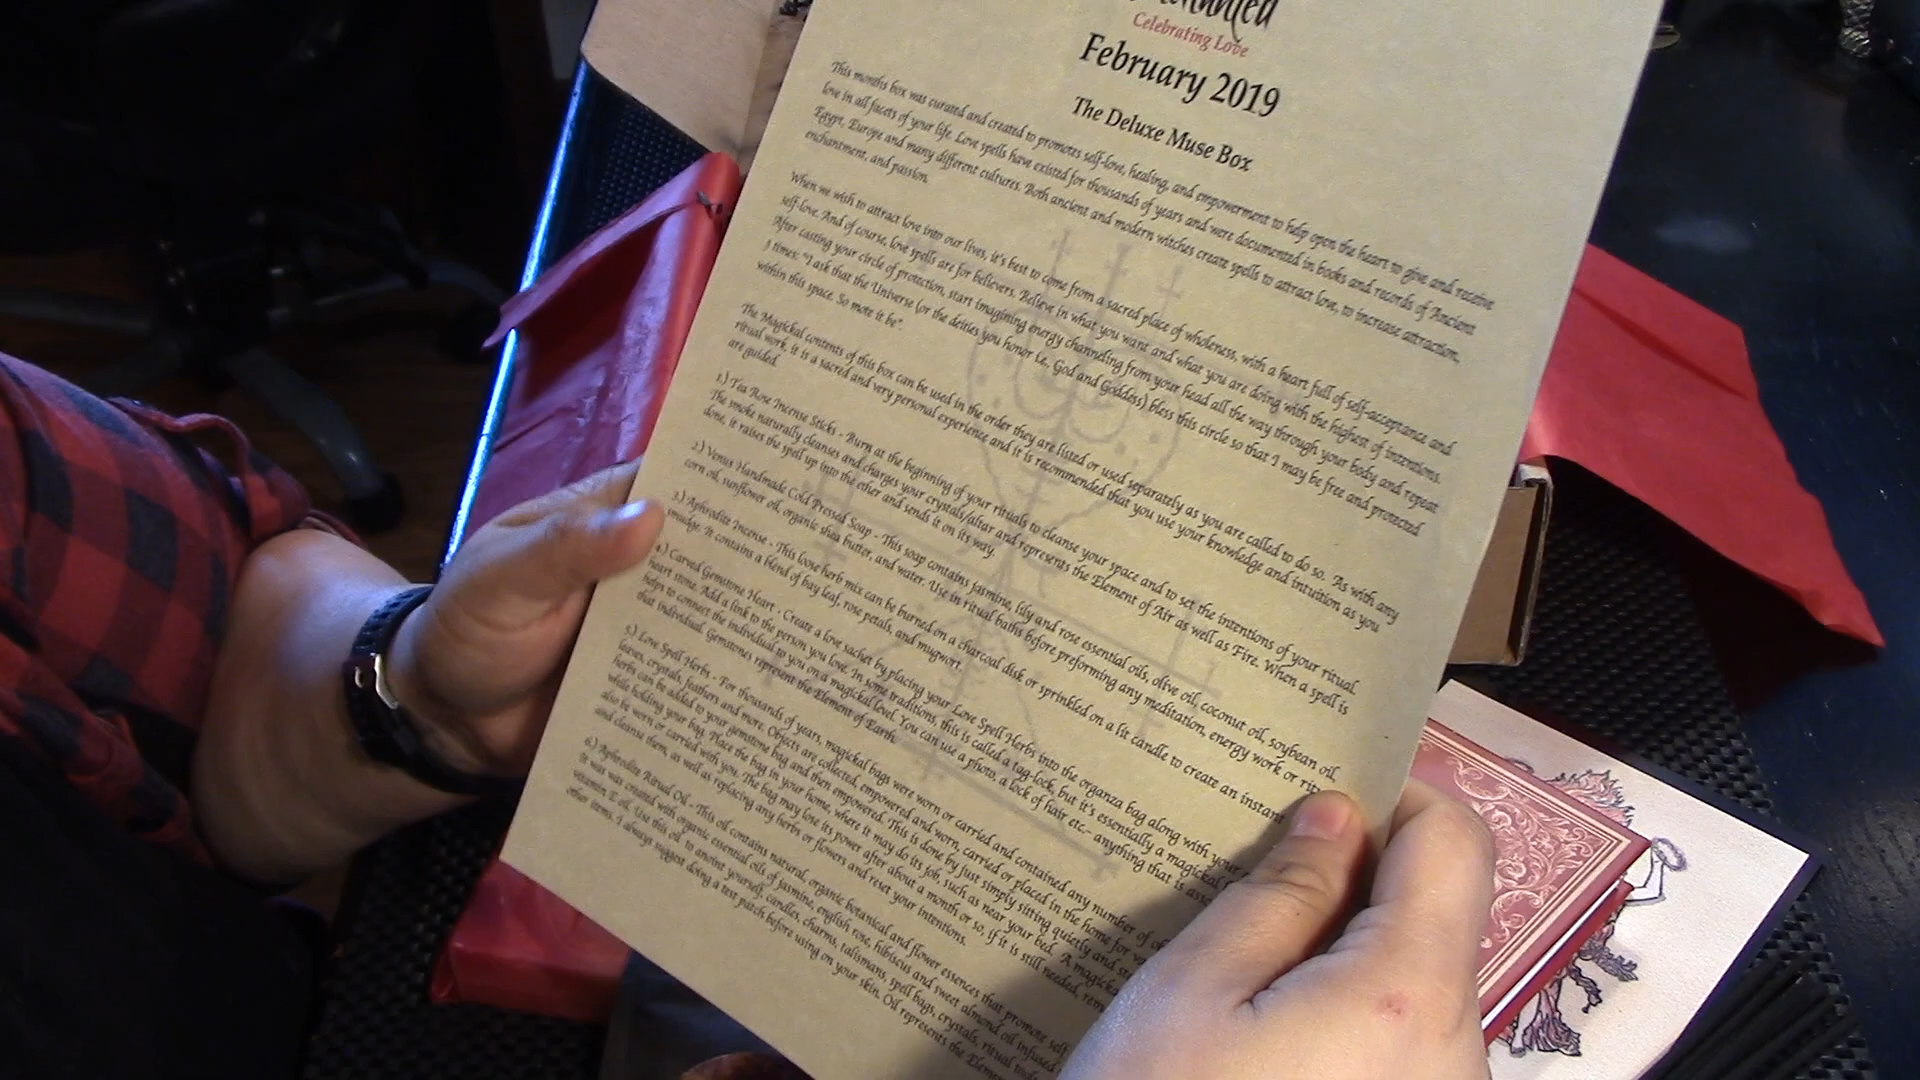 Celebrating Love
February 2019
The Deluxe Muse Box
This months box was curated and created to promotes self-love, healing, and empowerment to help open the heart to give and receive
love in all facets of your life. Love spells have existed for thousands of years and were documented in books and records of Ancient
Egypt, Europe and many different cultures. Both ancient and modern witches create spells to attract love, to increase attraction,
enchantment, and passion.
When we wish to attract love into our lives, it's best to come from a sacred place of wholeness, with a heart full of self-acceptance and
self-love. And of course, love spells are for believers. Believe in what you want and what you are doing with the highest of intentions.
After casting your circle of protection, start imagining energy channeling from your head all the way through your body and repeat
3 times: "I ask that the Universe (or the deities you honor i.e. God and Goddess) bless this circle so that I may be free and protected
within this space. So mote it be".
The Magickal contents of this box can be used in the order they are listed or used separately as you are called to do so. As with any
ritual work, it is a sacred and very personal experience and it is recommended that you use your knowledge and intuition as you
are guided.
1.) Tea Rose Incense Sticks - Burn at the beginning of your rituals to cleanse your space and to set the intentions of your ritual.
The smoke naturally cleanses and charges your crystals/altar and represents the Element of Air as well as Fire. When a spell is
done, it raises the spell up into the ether and sends it on its way.
2.) Venus Handmade Cold Pressed Soap - This soap contains jasmine, lily and rose essential oils, olive oil, coconut oil, soybean oil,
corn oil, sunflower oil, organic shea butter, and water. Use in ritual baths before preforming any meditation, energy work or
3.) Aphrodite Incense - This loose herb mix can be burned on a charcoal disk or sprinkled on a lit candle to create an instant
smudge. It contains a blend of bay leaf, rose petals, and mugwort.
4.) Carved Gemstone Heart - Create a love sachet by placing your Love Spell Herbs into the organza bag along with your
heart stone. Add a link to the person you love. In some traditions, this is called a tag-lock, but it's essentially a magickal
helps to connect the individual to you on a magickal level. You can use a photo, a lock of hair etc- anything that is
that individual. Gemstones represent the Element of Earth.
5.) Love Spell Herbs - For thousands of years, magickal bags were worn or carried and contained any number of
leaves, crystals, feathers and more. Objects are collected, empowered and worn, carried or placed in the home for
herbs can be added to your gemstone bag and then empowered. This is done by just simply sitting quietly and
while holding your bag. Place the bag in your home, where it may do its job, such as near your bed. A
also be worn or carried with you. The bag may lose its power after about a month or so, if it is still needed,
and cleanse them, as well as replacing any herbs or flowers and reset your intentions.
6.) Aphrodite Ritual Oil - This oil contains natural, organic botanical and flower essences that promote
It was was created with organic essential oils of jasmine, english rose, hibiscus and sweet almond oil infused
vitamin E oil. Use this oil to anoint yourself, candles, charms, talismans, spell bags, crystals, ritual
other items. I always suggest doing a test patch before using on your skin. Oil represents the